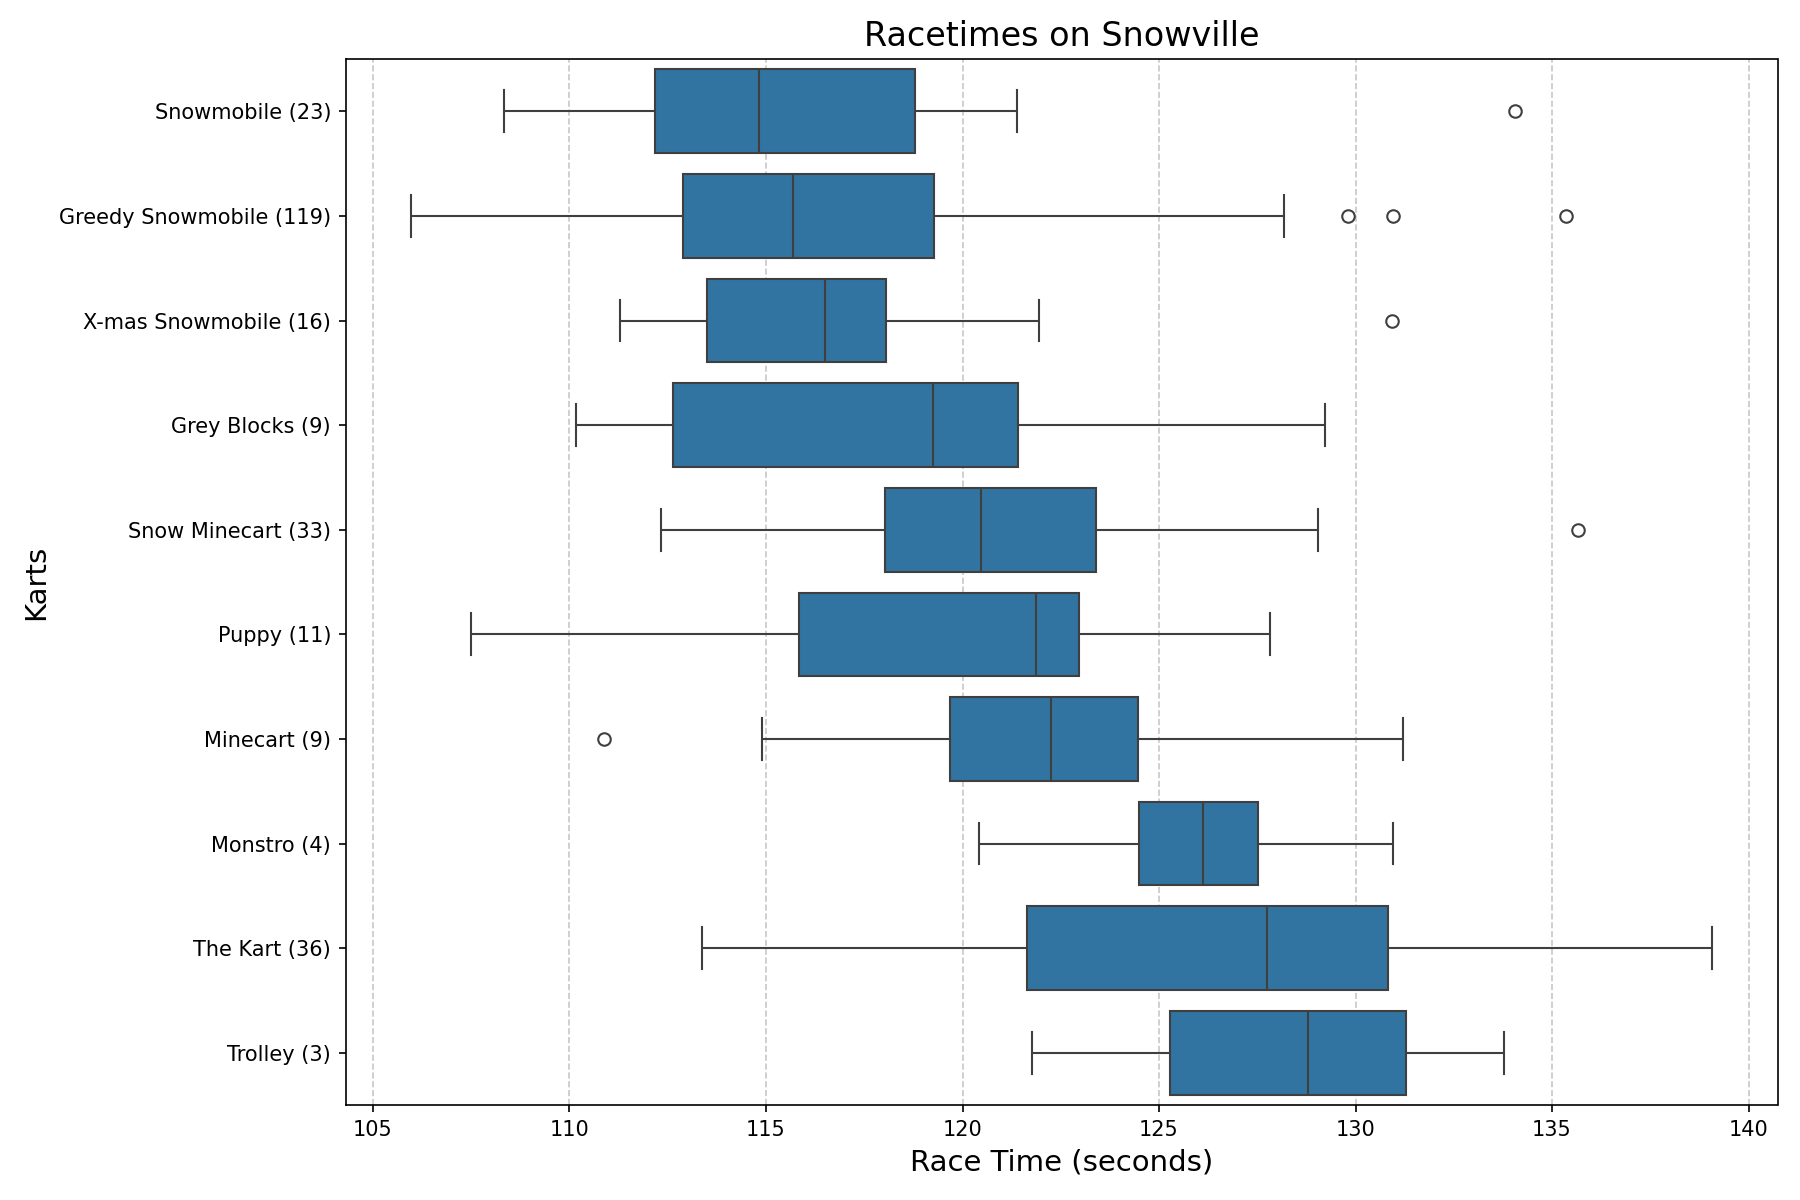 Racetimes on Snowville
Snowmobile (23)
Greedy Snowmobile (119)
X-mas Snowmobile (16)
Grey Blocks (9)
Snow Minecart (33)
Puppy (11)
Minecart (9)
Monstro (4)
The Kart (36)
Trolley (3)
Karts
105 110 115 120 125 130 135 140
Race Time (seconds)